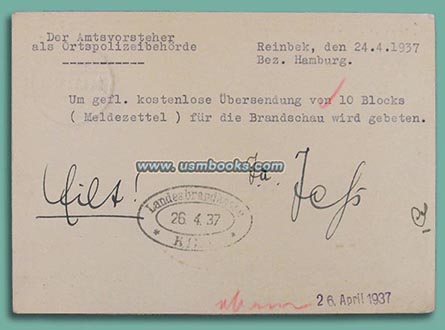 Der Amtsvorsteher
als Ortspolizeibehörde
Reinbek, den 24.4.1937
Bez. Hamburg.
Um gefl. kostenlose Übersendung von 10 Blocks
( Meldezettel ) für die Brandschau wird gebeten.
www.usmbooks.com
Eilt!
Landesbrandkasse
26. 4. 37
* KIEL *
26. April 1937